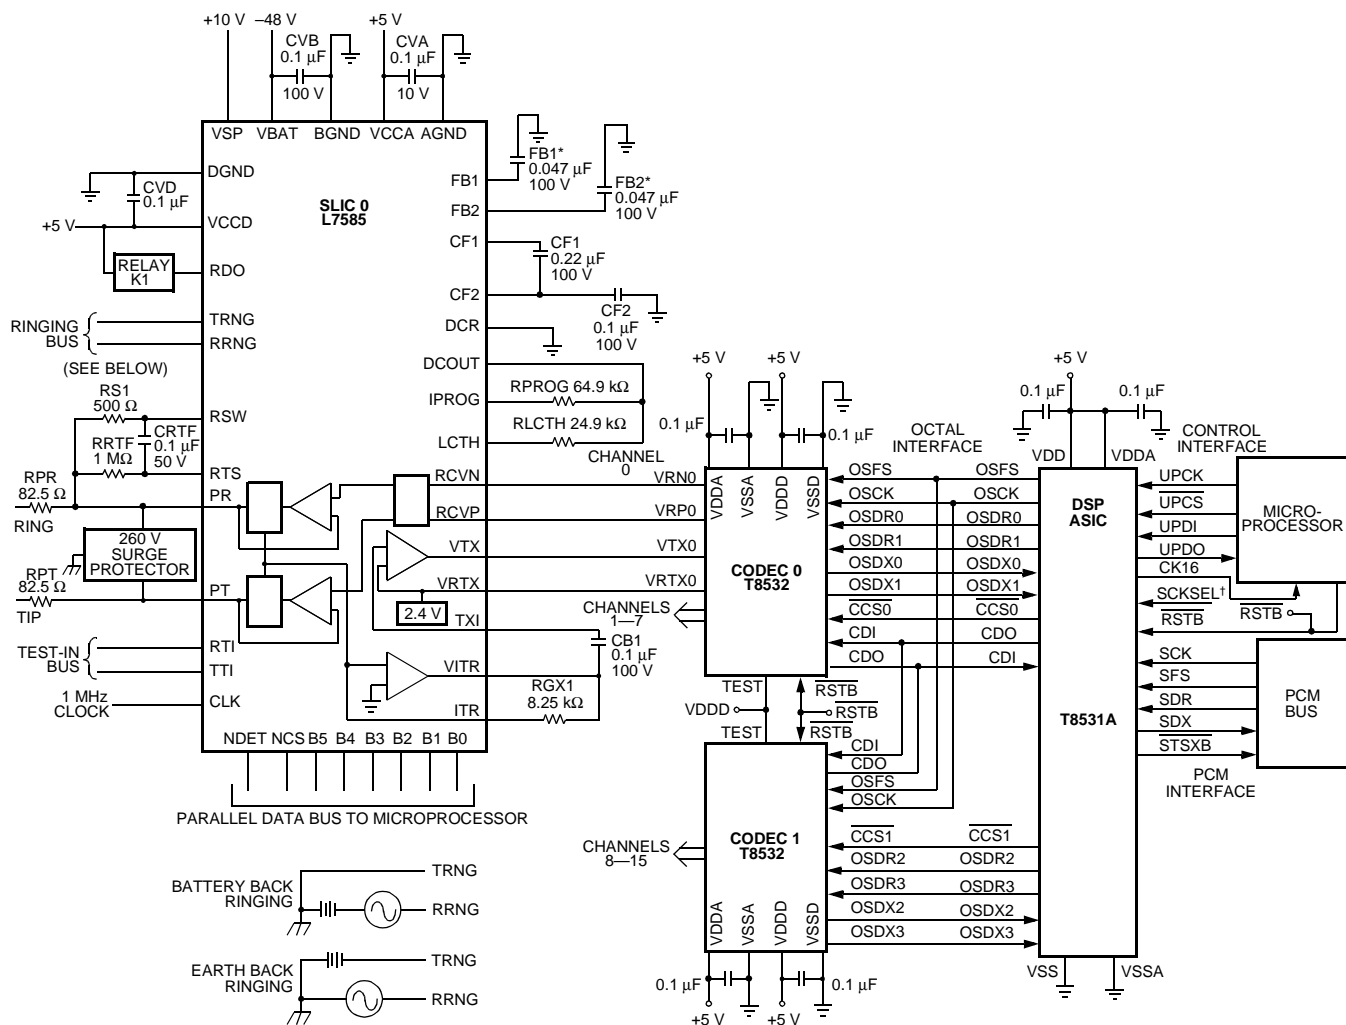 +10 V
–48 V
+5 V
CVB
0.1 µF
100 V
CVA
0.1 µF
10 V
VSP
VBAT
BGND
VCCA
AGND
DGND
CVD
0.1 µF
+5 V
VCCD
RELAY
K1
RDO
SLIC 0
L7585
FB1
FB1*
0.047 µF
100 V
FB2
FB2*
0.047 µF
100 V
CF1
CF1
0.22 µF
100 V
CF2
CF2
0.1 µF
100 V
DCR
RINGING
BUS
TRNG
RRNG
(SEE BELOW)
DCOUT
IPROG
RPROG 64.9 kΩ
LCTH
RLCTH 24.9 kΩ
CHANNEL
0
RS1
500 Ω
RSW
RRTF
1 MΩ
CRTF
0.1 µF
50 V
RTS
RPR
82.5 Ω
RING
PR
260 V
SURGE
PROTECTOR
RPT
82.5 Ω
TIP
PT
RCVN
RCVP
VTX
VRTX
2.4 V
TXI
VITR
ITR
CB1
0.1 µF
100 V
RGX1
8.25 kΩ
TEST-IN
BUS
RTI
TTI
1 MHz
CLOCK
CLK
NDET
NCS
B5
B4
B3
B2
B1
B0
PARALLEL DATA BUS TO MICROPROCESSOR
BATTERY BACK
RINGING
TRNG
RRNG
EARTH BACK
RINGING
TRNG
RRNG
VRN0
VRP0
VTX0
VRTX0
CHANNELS
1—7
+5 V
+5 V
0.1 µF
0.1 µF
VDDA
VSSA
VDDD
VSSD
CODEC 0
T8532
TEST
VDDD
TEST
RSTB
RSTB
RSTB
OCTAL
INTERFACE
OSFS
OSFS
OSCK
OSCK
OSDR0
OSDR0
OSDR1
OSDR1
OSDX0
OSDX0
OSDX1
OSDX1
CCS0
CCS0
CDI
CDO
CDO
CDI
CDI
CDO
OSFS
OSCK
CODEC 1
T8532
CHANNELS
8—15
CCS1
CCS1
OSDR2
OSDR2
OSDR3
OSDR3
OSDX2
OSDX2
OSDX3
OSDX3
VDDA
VSSA
VDDD
VSSD
0.1 µF
0.1 µF
+5 V
+5 V
+5 V
0.1 µF
0.1 µF
VDD
VDDA
DSP
ASIC
T8531A
VSS
VSSA
CONTROL
INTERFACE
UPCK
UPCS
UPDI
UPDO
CK16
SCKSEL†
RSTB
RSTB
MICRO-
PROCESSOR
SCK
SFS
SDR
SDX
STSXB
PCM
BUS
PCM
INTERFACE